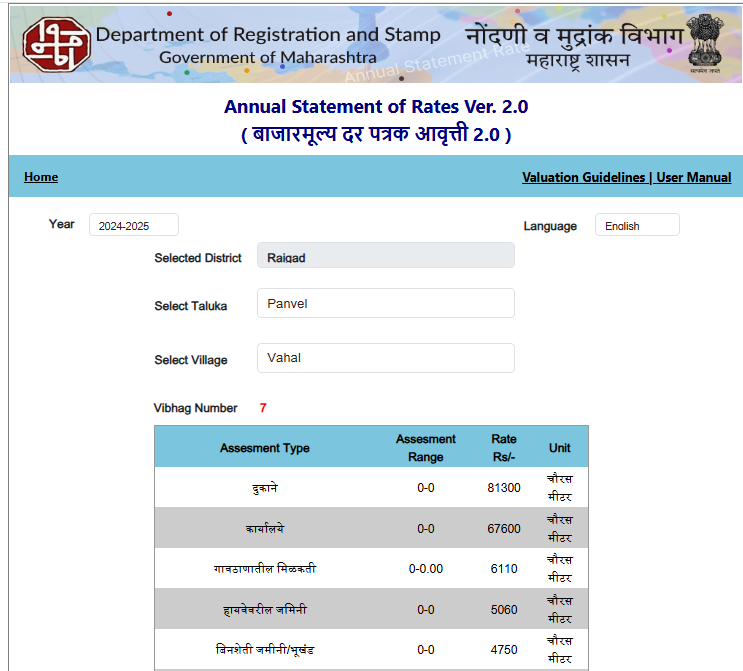 Department of Registration and Stamp
Government of Maharashtra
नोंदणी व मुद्रांक विभाग
महाराष्ट्र शासन
Annual Statement Rate
Annual Statement of Rates Ver. 2.0
( बाजारमूल्य दर पत्रक आवृत्ती 2.0 )
Home
Valuation Guidelines | User Manual
Year 2024-2025 Language English
Selected District Raigad
Select Taluka Panvel
Select Village Vahal
Vibhag Number 7
Assesment Type Assesment Range Rate Rs/- Unit
दुकाने 0-0 81300 चौरस मीटर
कार्यालये 0-0 67600 चौरस मीटर
गावठाणातील मिळकती 0-0.00 6110 चौरस मीटर
हायवेवरील जमिनी 0-0 5060 चौरस मीटर
बिनशेती जमीनी/भूखंड 0-0 4750 चौरस मीटर